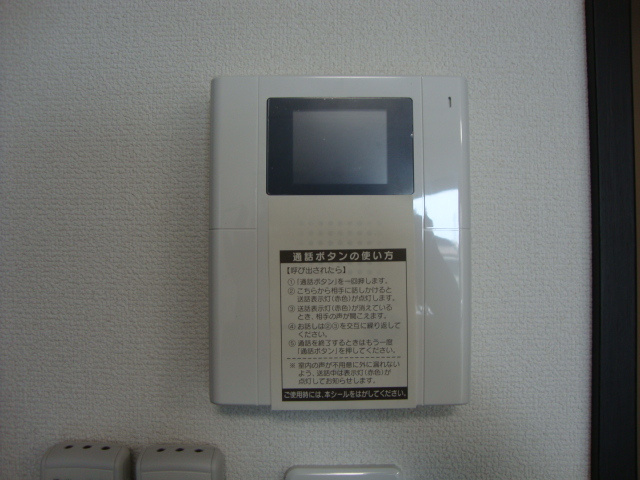 通話ボタンの使い方
【呼び出されたら】
① 「通話ボタン」を一回押します。
② こちらから相手に話しかけると
送話表示灯(赤色)が点灯します。
③ 送話表示灯(赤色)が消えている
とき、相手の声が聞こえます。
④ お話しは②③を交互に繰り返して
ください。
⑤ 通話を終了するときはもう一度
「通話ボタン」を押してください。
※ 室内の声が不用意に外に漏れない
よう、送話中は表示灯(赤色)が
点灯してお知らせします。
ご使用時には、本シールをはがしてください。